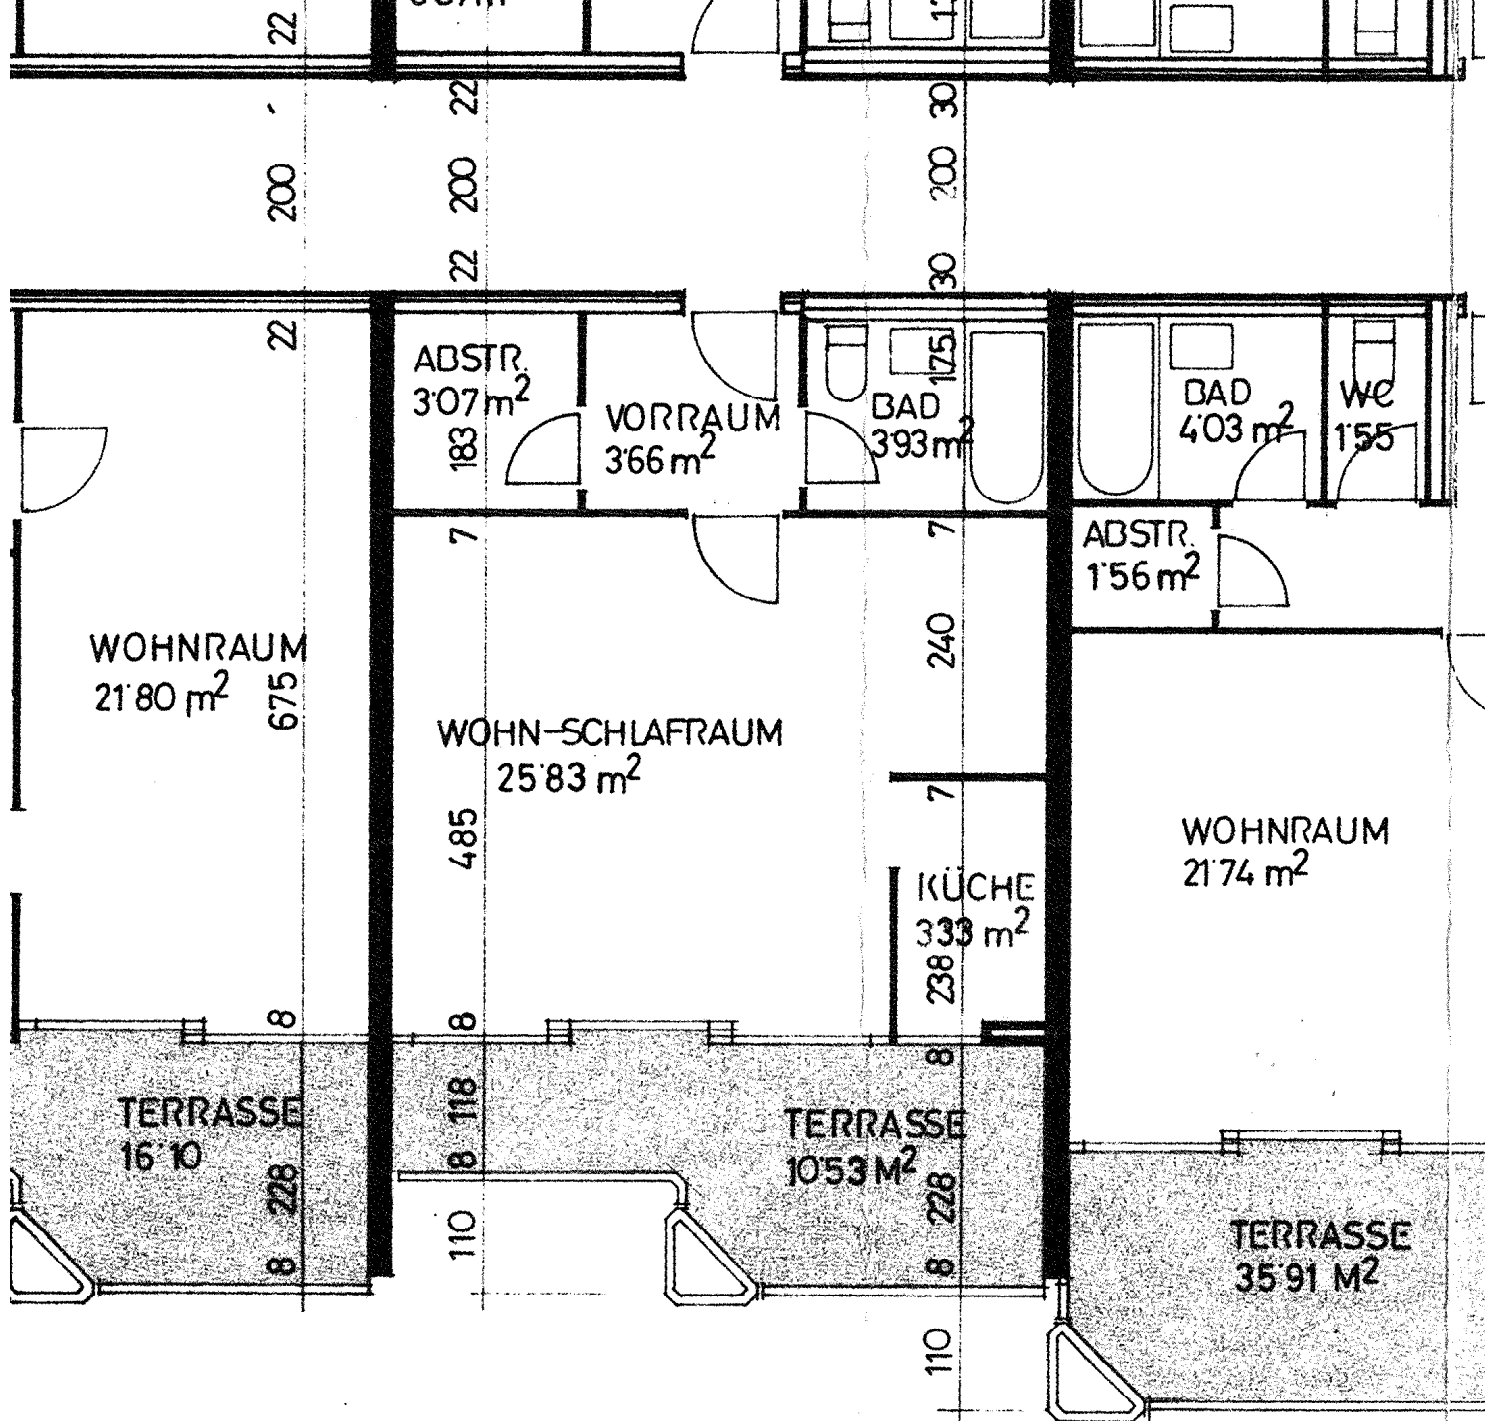 22
22
30
200
200
200
22
30
22
175
ABSTR.
3'07 m²
183
VORRAUM
3'66 m²
BAD
3'93 m²
BAD
4'03 m²
WC
1'55
7
7
ABSTR.
1'56 m²
WOHNRAUM
21'80 m²
675
240
WOHN-SCHLAFRAUM
25'83 m²
485
7
WOHNRAUM
21'74 m²
KÜCHE
3'33 m²
238
8
8
8
TERRASSE
16'10
228
8
118
8
110
TERRASSE
10'53 M²
228
8
110
TERRASSE
35'91 M²